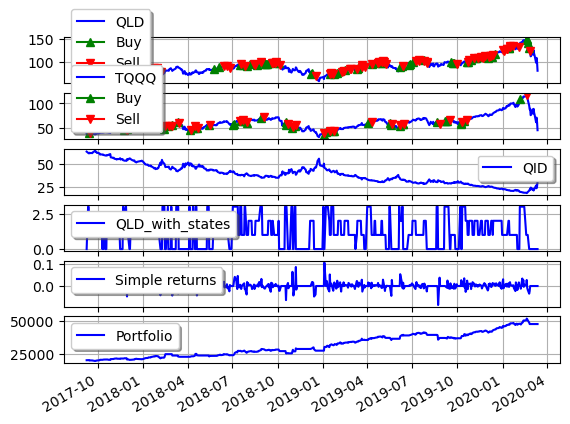 QLD
Buy
Sell
150
100
TQQQ
Buy
Sell
100
50
QID
50
25
QLD_with_states
2.5
0.0
Simple returns
0.1
0.0
Portfolio
50000
25000
2017-10 2018-01 2018-04 2018-07 2018-10 2019-01 2019-04 2019-07 2019-10 2020-01 2020-04